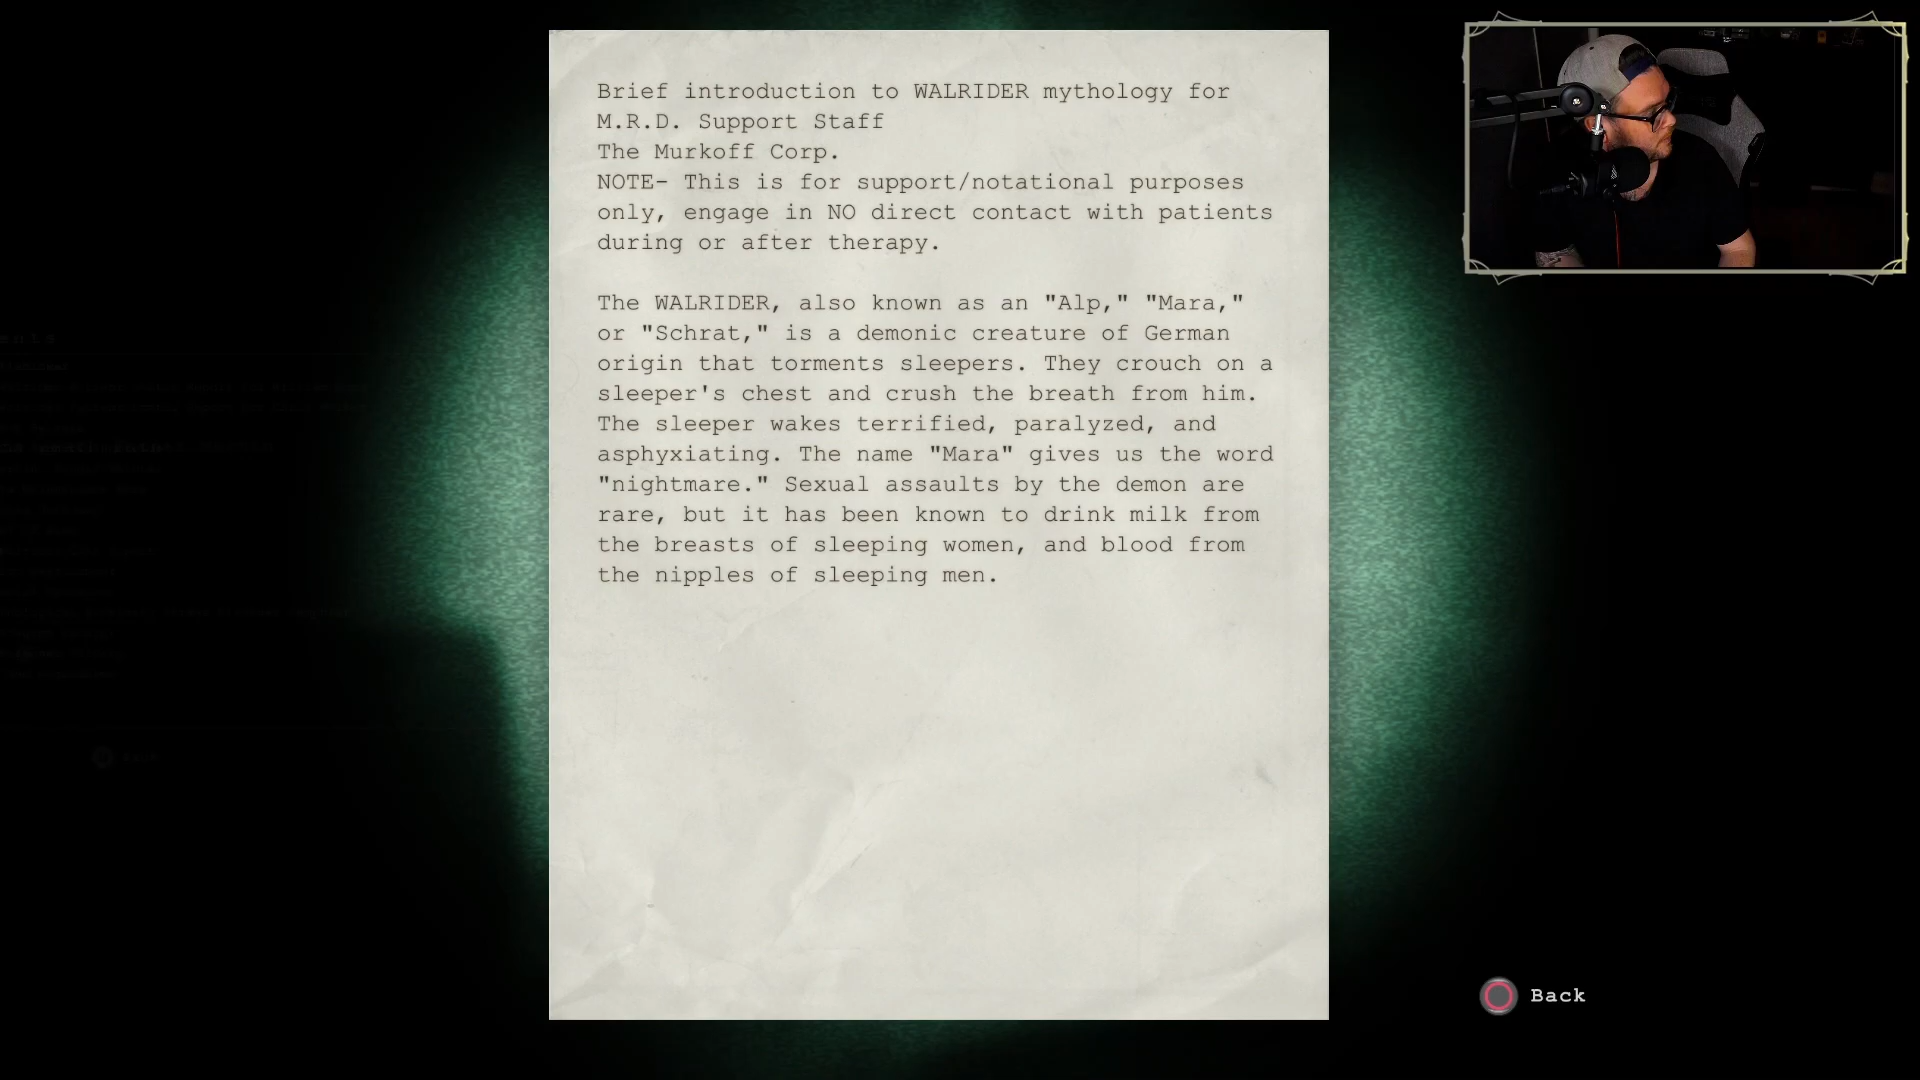 Brief introduction to WALRIDER mythology for
M.R.D. Support Staff
The Murkoff Corp.
NOTE- This is for support/notational purposes
only, engage in NO direct contact with patients
during or after therapy.
The WALRIDER, also known as an "Alp," "Mara,"
or "Schrat," is a demonic creature of German
origin that torments sleepers. They crouch on a
sleeper's chest and crush the breath from him.
The sleeper wakes terrified, paralyzed, and
asphyxiating. The name "Mara" gives us the word
"nightmare." Sexual assaults by the demon are
rare, but it has been known to drink milk from
the breasts of sleeping women, and blood from
the nipples of sleeping men.
Back